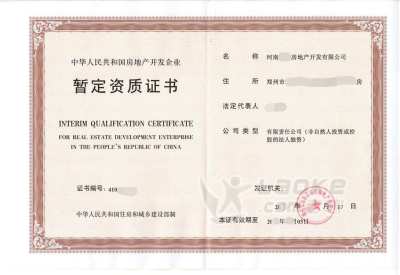 中华人民共和国房地产开发企业
暂定资质证书
INTERIM QUALIFICATION CERTIFICATE
FOR REAL ESTATE DEVELOPMENT ENTERPRISE
IN THE PEOPLE'S REPUBLIC OF CHINA
证书编号: 410
中华人民共和国住房和城乡建设部制
名 称: 河南 房地产开发有限公司
住 所: 郑州市 房
法定代表人
公司类型: 有限责任公司（非自然人投资或控
股的法人独资）
发证机关:
20 月17日
本证有效期至 20
Laoke
.com